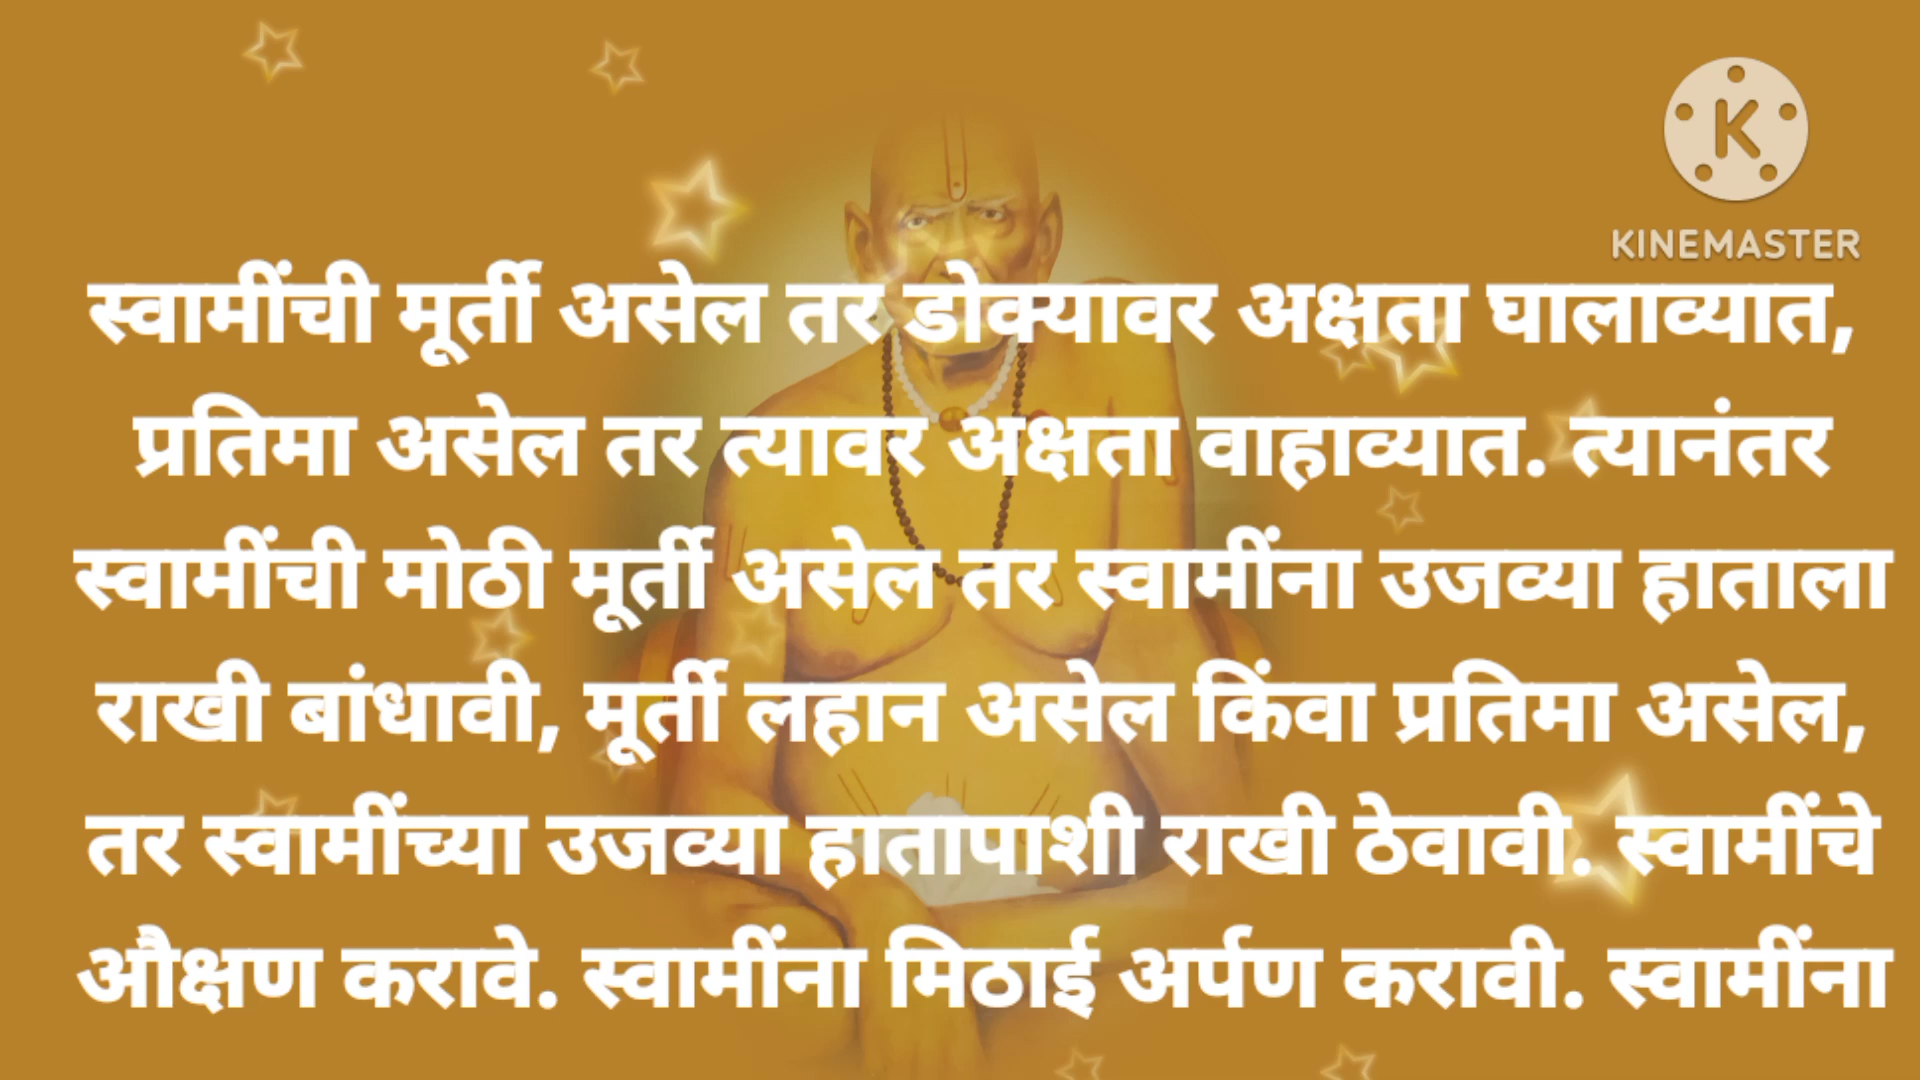 K
KINEMASTER
स्वामींची मूर्ती असेल तर डोक्यावर अक्षता घालाव्यात,
प्रतिमा असेल तर त्यावर अक्षता वाहाव्यात. त्यानंतर
स्वामींची मोठी मूर्ती असेल तर स्वामींना उजव्या हाताला
राखी बांधावी, मूर्ती लहान असेल किंवा प्रतिमा असेल,
तर स्वामींच्या उजव्या हातापाशी राखी ठेवावी. स्वामींचे
औक्षण करावे. स्वामींना मिठाई अर्पण करावी. स्वामींना